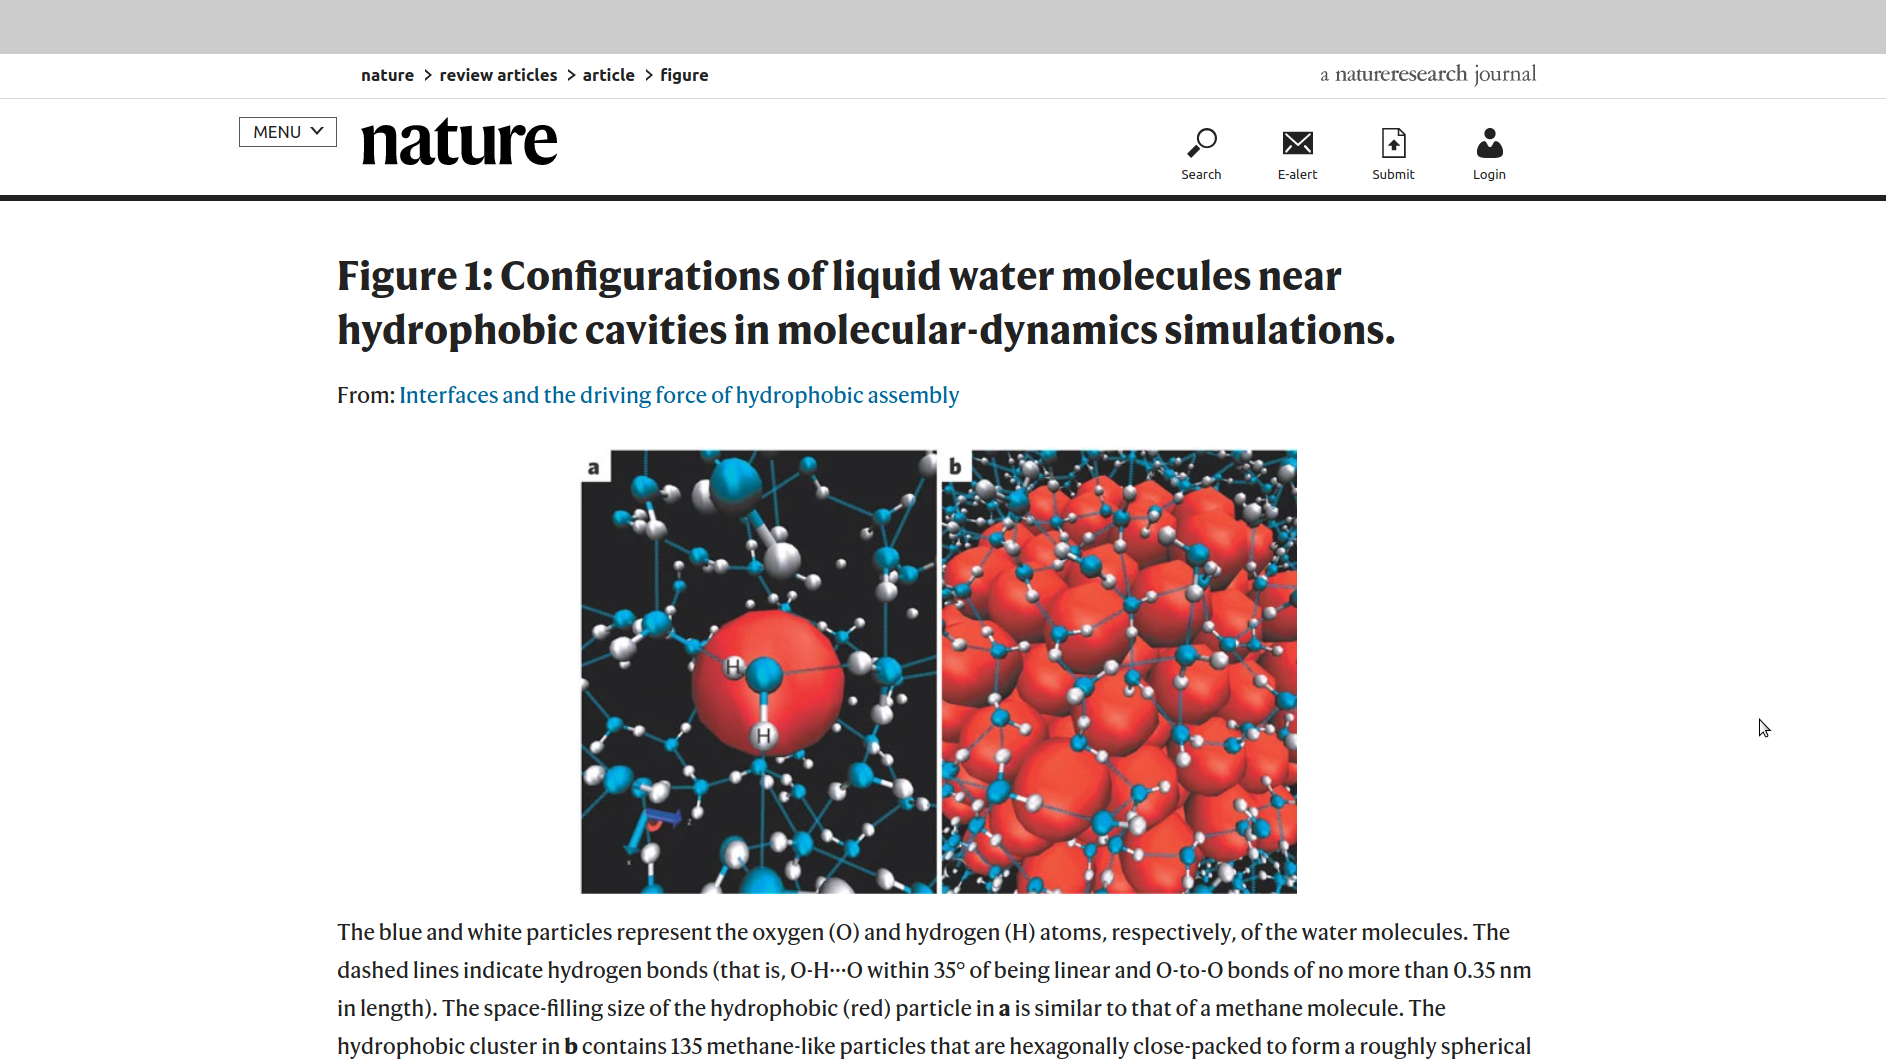 nature > review articles > article > figure
a natureresearch journal
MENU
nature
Search
E-alert
Submit
Login
Figure 1: Configurations of liquid water molecules near
hydrophobic cavities in molecular-dynamics simulations.
From: Interfaces and the driving force of hydrophobic assembly
a
b
H
H
z
x
The blue and white particles represent the oxygen (O) and hydrogen (H) atoms, respectively, of the water molecules. The
dashed lines indicate hydrogen bonds (that is, O-H···O within 35° of being linear and O-to-O bonds of no more than 0.35 nm
in length). The space-filling size of the hydrophobic (red) particle in a is similar to that of a methane molecule. The
hydrophobic cluster in b contains 135 methane-like particles that are hexagonally close-packed to form a roughly spherical